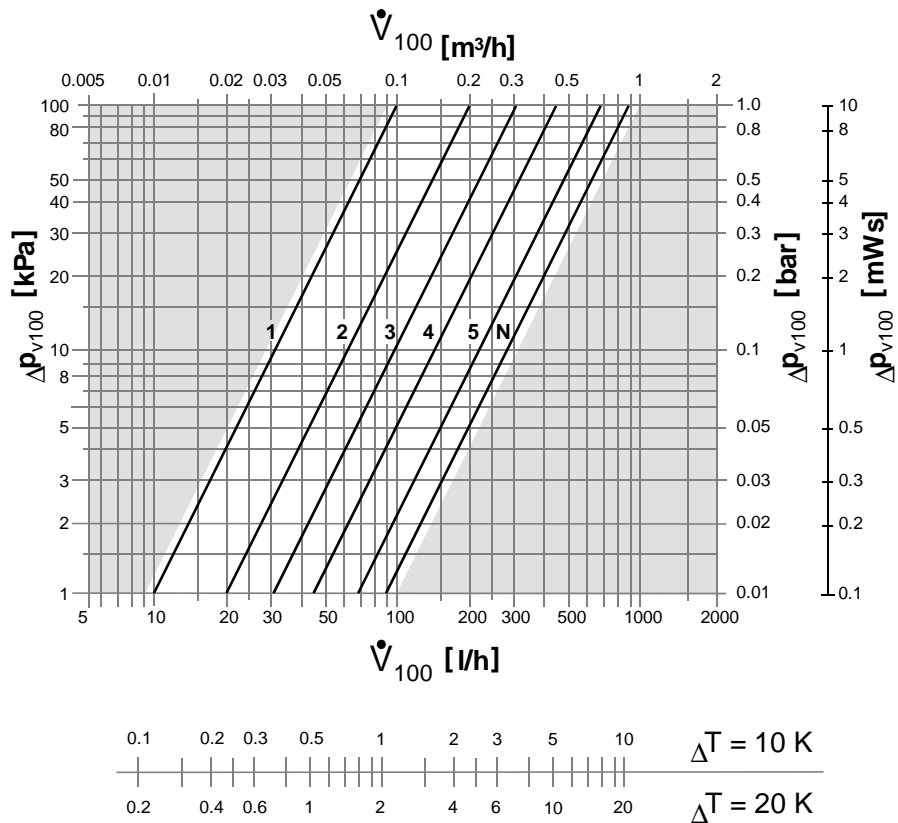 V̇100 [m³/h]
0.005 0.01 0.02 0.03 0.05 0.1 0.2 0.3 0.5 1 2
100 1.0 10
80 0.8 8
50 0.5 5
40 0.4 4
30 0.3 3
20 0.2 2
10 0.1 1
8
5 0.05 0.5
3 0.03 0.3
2 0.02 0.2
1 0.01 0.1
Δpv100 [kPa]
1 2 3 4 5 N
Δpv100 [bar]
Δpv100 [mWs]
5 10 20 30 50 100 200 300 500 1000 2000
V̇100 [l/h]
0.1 0.2 0.3 0.5 1 2 3 5 10 ΔT = 10 K
0.2 0.4 0.6 1 2 4 6 10 20 ΔT = 20 K